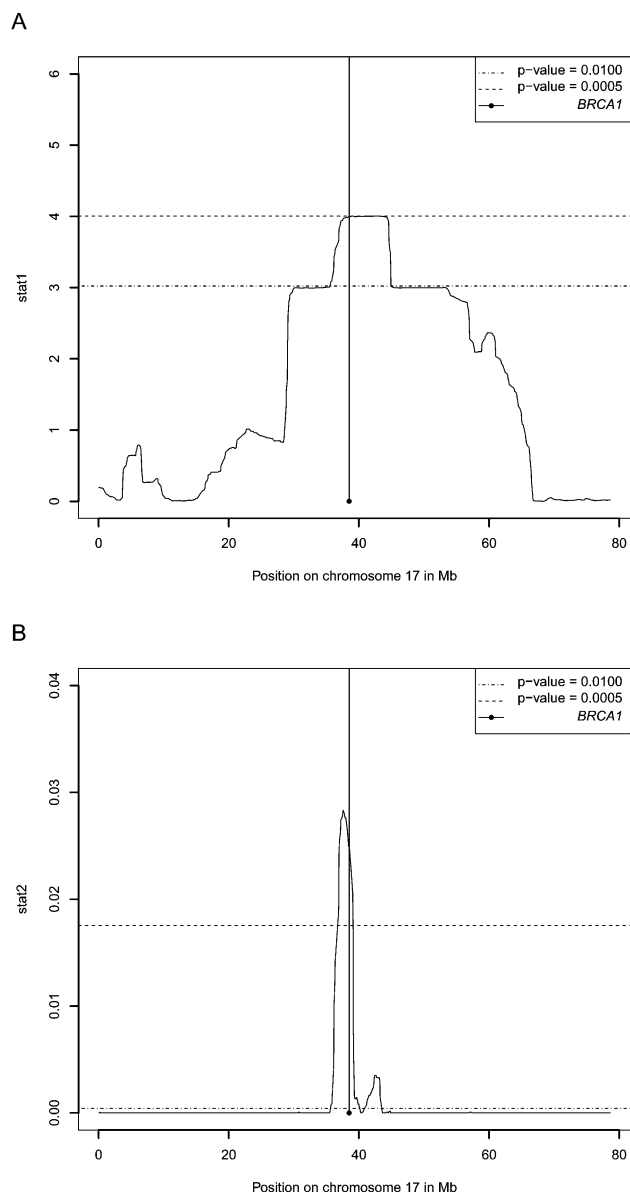 A
p−value = 0.0100
p−value = 0.0005
BRCA1
6
5
4
3
2
1
0
stat1
0 20 40 60 80
Position on chromosome 17 in Mb
B
p−value = 0.0100
p−value = 0.0005
BRCA1
0.04
0.03
0.02
0.01
0.00
stat2
0 20 40 60 80
Position on chromosome 17 in Mb